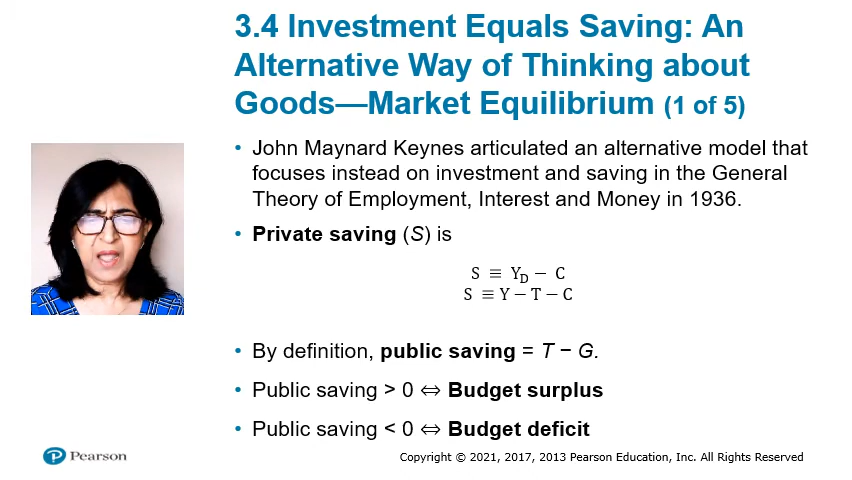 3.4 Investment Equals Saving: An
Alternative Way of Thinking about
Goods—Market Equilibrium (1 of 5)
• John Maynard Keynes articulated an alternative model that
focuses instead on investment and saving in the General
Theory of Employment, Interest and Money in 1936.
• Private saving (S) is
S ≡ Y_D − C
S ≡ Y − T − C
• By definition, public saving = T − G.
• Public saving > 0 ⇔ Budget surplus
• Public saving < 0 ⇔ Budget deficit
Pearson
Copyright © 2021, 2017, 2013 Pearson Education, Inc. All Rights Reserved